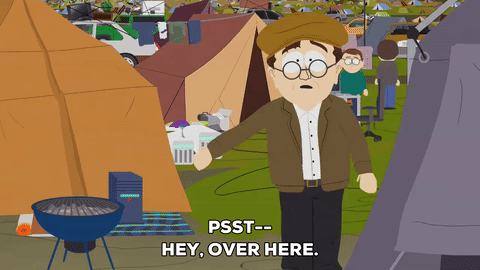 PSST--
HEY, OVER HERE.